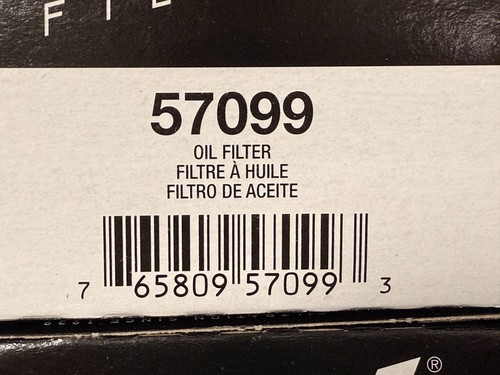 57099
OIL FILTER
FILTRE À HUILE
FILTRO DE ACEITE
7 65809 57099 3
®